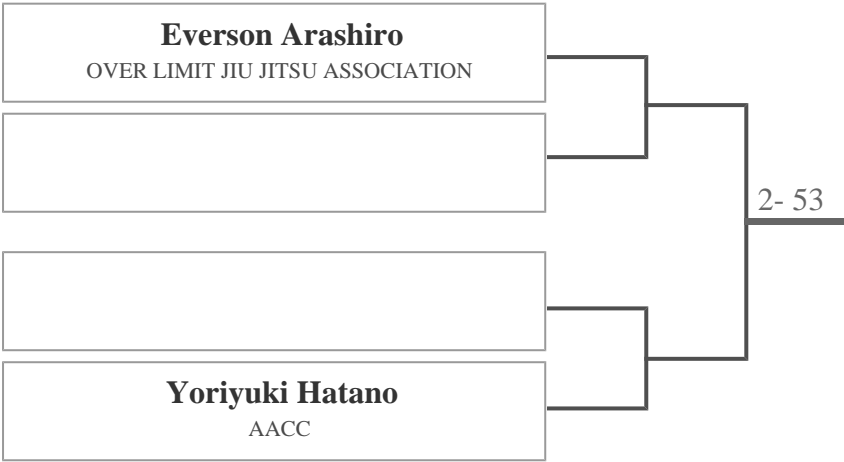 Everson Arashiro
OVER LIMIT JIU JITSU ASSOCIATION
2- 53
Yoriyuki Hatano
AACC